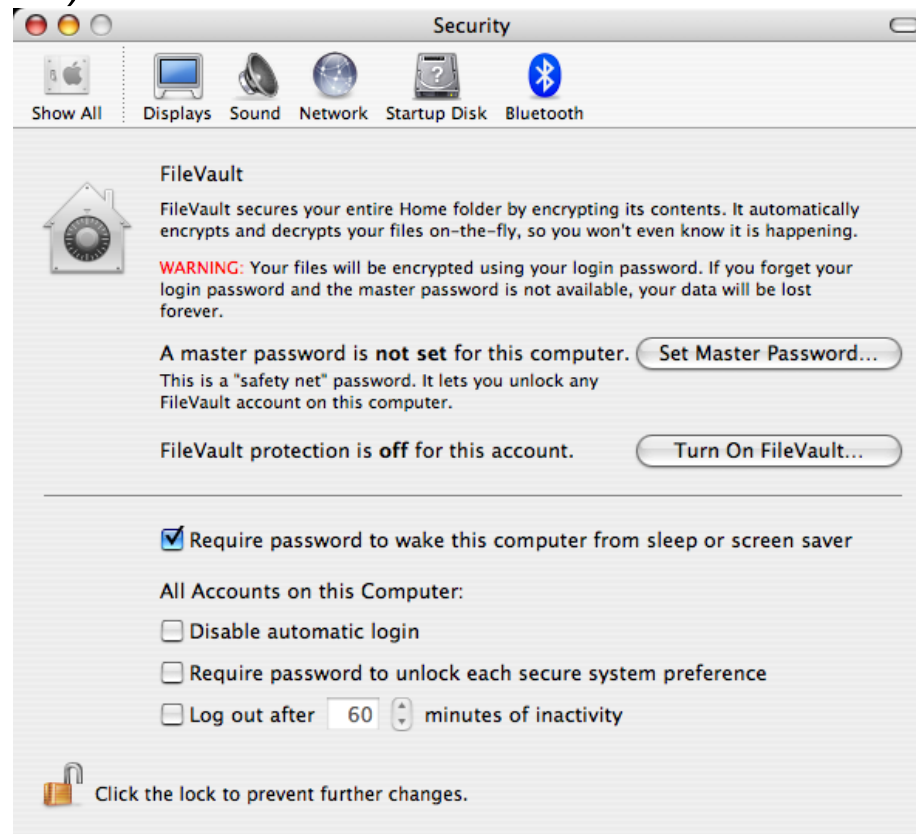 Security
Show All Displays Sound Network Startup Disk Bluetooth
FileVault
FileVault secures your entire Home folder by encrypting its contents. It automatically
encrypts and decrypts your files on-the-fly, so you won't even know it is happening.
WARNING: Your files will be encrypted using your login password. If you forget your
login password and the master password is not available, your data will be lost
forever.
A master password is not set for this computer. Set Master Password...
This is a "safety net" password. It lets you unlock any
FileVault account on this computer.
FileVault protection is off for this account. Turn On FileVault...
Require password to wake this computer from sleep or screen saver
All Accounts on this Computer:
Disable automatic login
Require password to unlock each secure system preference
Log out after 60 minutes of inactivity
Click the lock to prevent further changes.